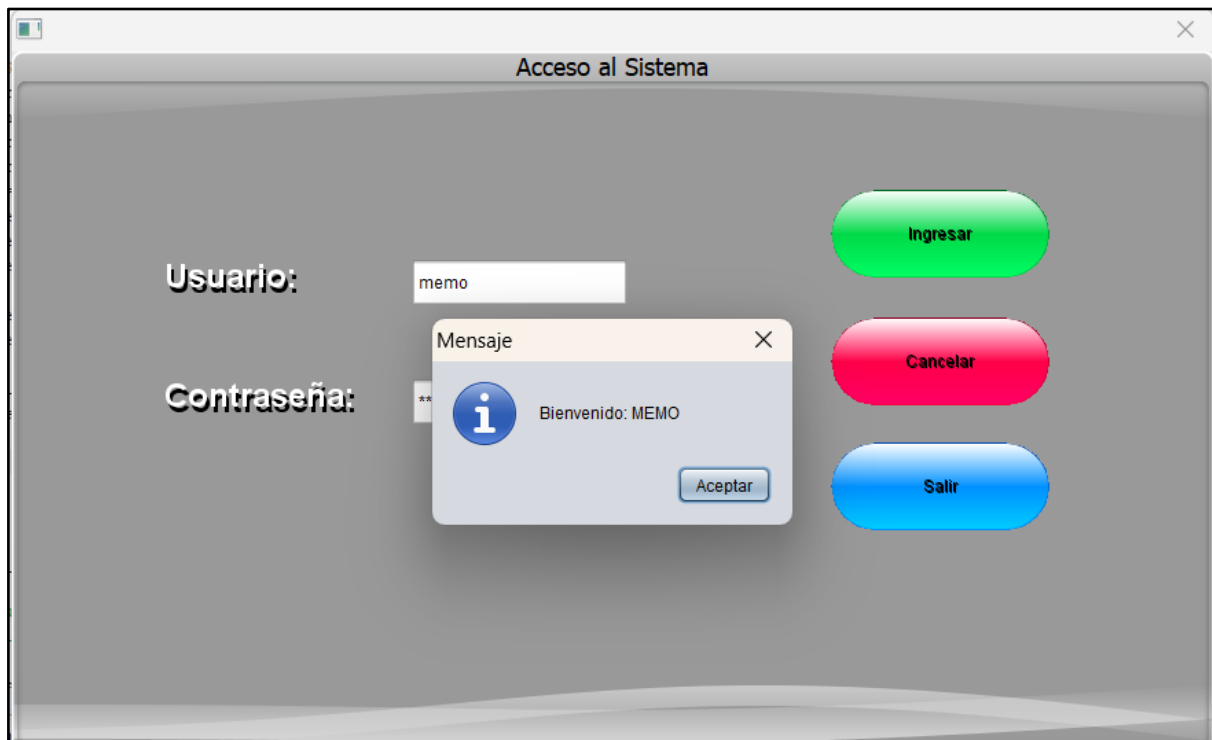 Acceso al Sistema
Ingresar
Usuario:
memo
Mensaje
Cancelar
Contraseña:
**
Bienvenido: MEMO
Aceptar
Salir